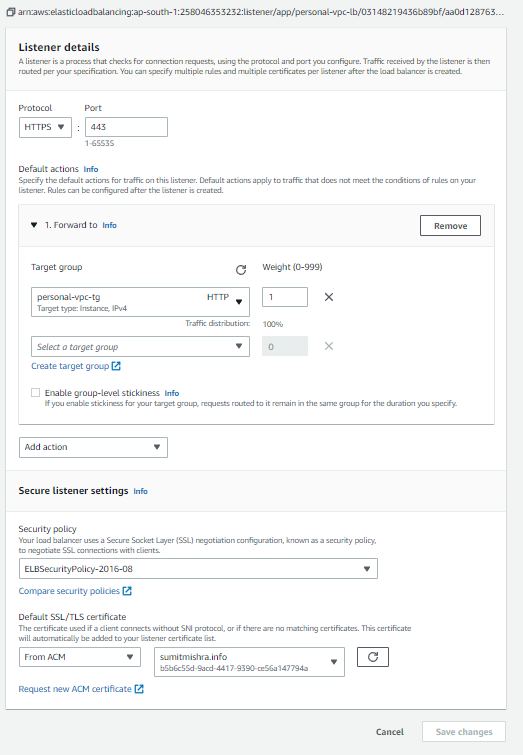 arn:aws:elasticloadbalancing:ap-south-1:258046353232:listener/app/personal-vpc-lb/03148219436b89bf/aa0d128763...
Listener details
A listener is a process that checks for connection requests, using the protocol and port you configure. Traffic received by the listener is then
routed per your specification. You can specify multiple rules and multiple certificates per listener after the load balancer is created.
Protocol Port
HTTPS : 443
1-65535
Default actions Info
Specify the default actions for traffic on this listener. Default actions apply to traffic that does not meet the conditions of rules on your
listener. Rules can be configured after the listener is created.
1. Forward to Info Remove
Target group Weight (0-999)
personal-vpc-tg HTTP 1
Target type: Instance, IPv4
Traffic distribution: 100%
Select a target group 0
Create target group
Enable group-level stickiness Info
If you enable stickiness for your target group, requests routed to it remain in the same group for the duration you specify.
Add action
Secure listener settings Info
Security policy
Your load balancer uses a Secure Socket Layer (SSL) negotiation configuration, known as a security policy,
to negotiate SSL connections with clients.
ELBSecurityPolicy-2016-08
Compare security policies
Default SSL/TLS certificate
The certificate used if a client connects without SNI protocol, or if there are no matching certificates. This certificate
will automatically be added to your listener certificate list.
From ACM sumitmishra.info
b5b6c55d-9acd-4417-9390-ce56a147794a
Request new ACM certificate
Cancel Save changes